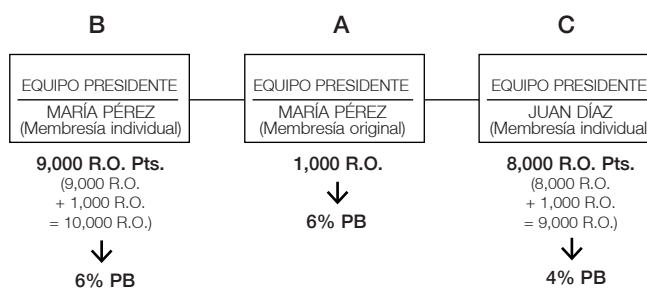 B
EQUIPO PRESIDENTE
MARÍA PÉREZ
(Membresía individual)
9,000 R.O. Pts.
(9,000 R.O.
+ 1,000 R.O.
= 10,000 R.O.)
6% PB
A
EQUIPO PRESIDENTE
MARÍA PÉREZ
(Membresía original)
1,000 R.O.
6% PB
C
EQUIPO PRESIDENTE
JUAN DÍAZ
(Membresía individual)
8,000 R.O. Pts.
(8,000 R.O.
+ 1,000 R.O.
= 9,000 R.O.)
4% PB